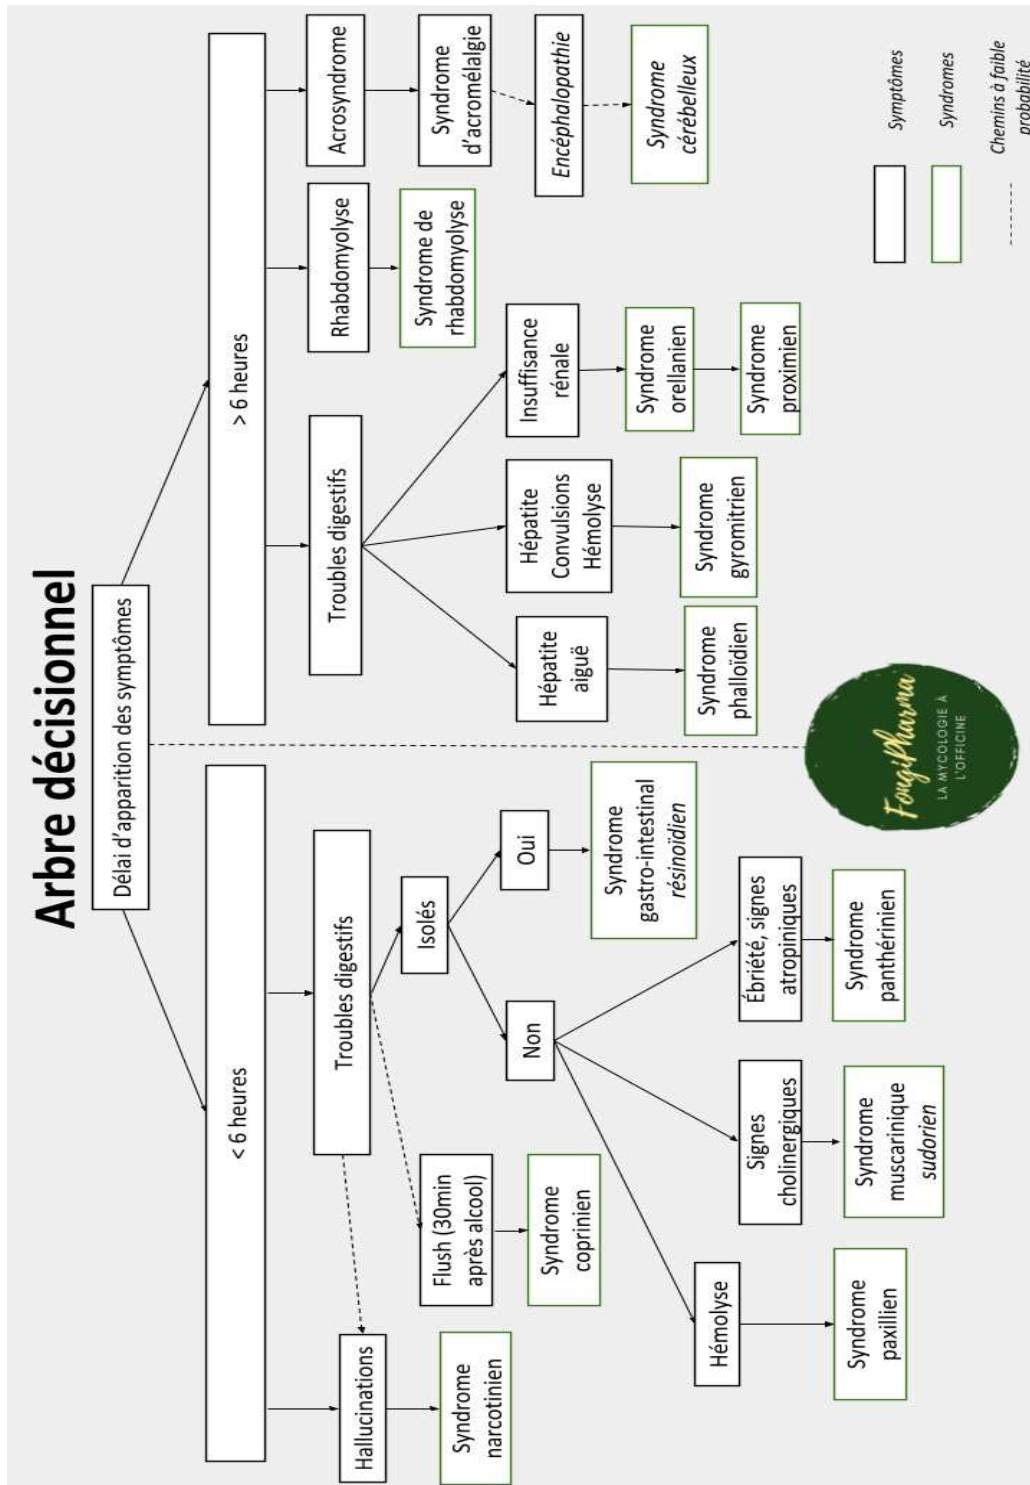 Arbre décisionnel
Délai d'apparition des symptômes
< 6 heures
> 6 heures
Hallucinations
Syndrome
narcotinien
Troubles digestifs
Flush (30min
après alcool)
Syndrome
coprinien
Isolés
Non
Oui
Syndrome
gastro-intestinal
résinoïdien
Hémolyse
Syndrome
paxillien
Signes
cholinergiques
Syndrome
muscarinique
sudorien
Ébriété, signes
atropiniques
Syndrome
panthérinien
Troubles digestifs
Hépatite
aiguë
Syndrome
phalloïdien
Hépatite
Convulsions
Hémolyse
Syndrome
gyromitrien
Insuffisance
rénale
Syndrome
orellanien
Syndrome
proximien
Rhabdomyolyse
Syndrome de
rhabdomyolyse
Acrosyndrome
Syndrome
d'acromélalgie
Encéphalopathie
Syndrome
cérébelleux
FongiPharma
LA MYCOLOGIE À
L'OFFICINE
Symptômes
Syndromes
Chemins à faible
probabilité